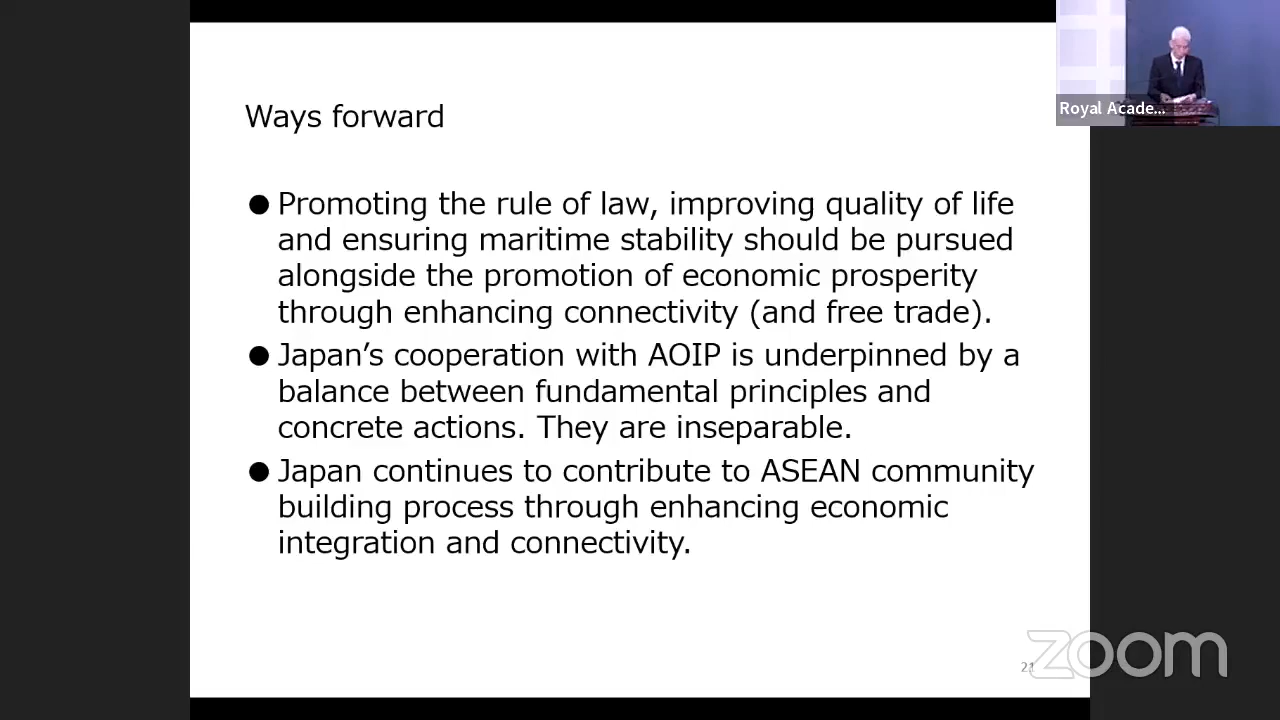 Ways forward
● Promoting the rule of law, improving quality of life
and ensuring maritime stability should be pursued
alongside the promotion of economic prosperity
through enhancing connectivity (and free trade).
● Japan’s cooperation with AOIP is underpinned by a
balance between fundamental principles and
concrete actions. They are inseparable.
● Japan continues to contribute to ASEAN community
building process through enhancing economic
integration and connectivity.
21
Royal Acade...
zoom